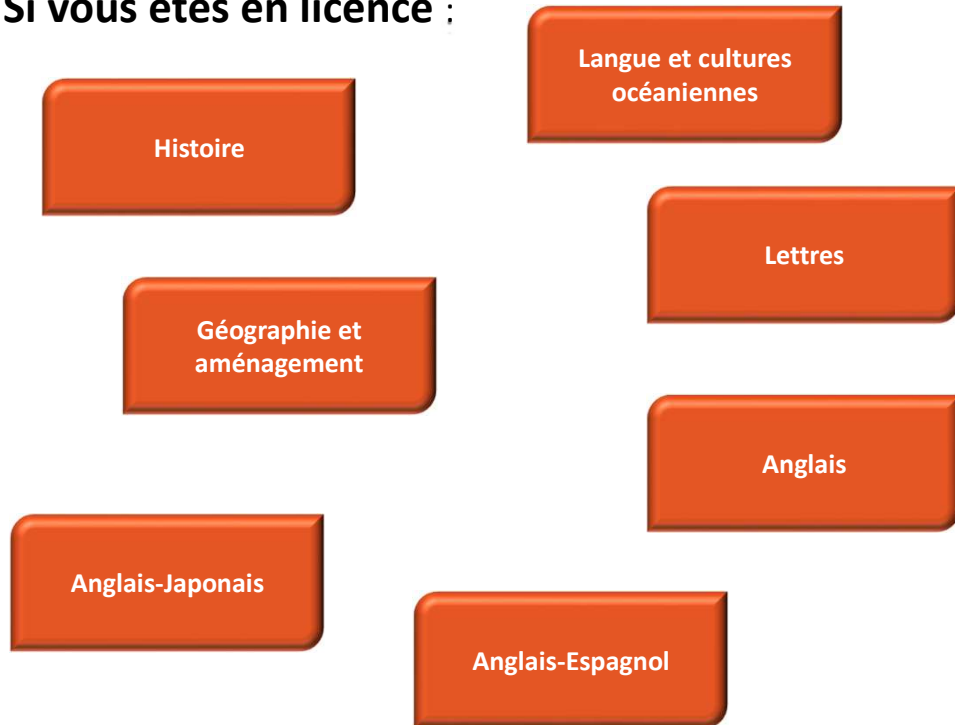 Si vous êtes en licence :
Langue et cultures
océaniennes
Histoire
Lettres
Géographie et
aménagement
Anglais
Anglais-Japonais
Anglais-Espagnol